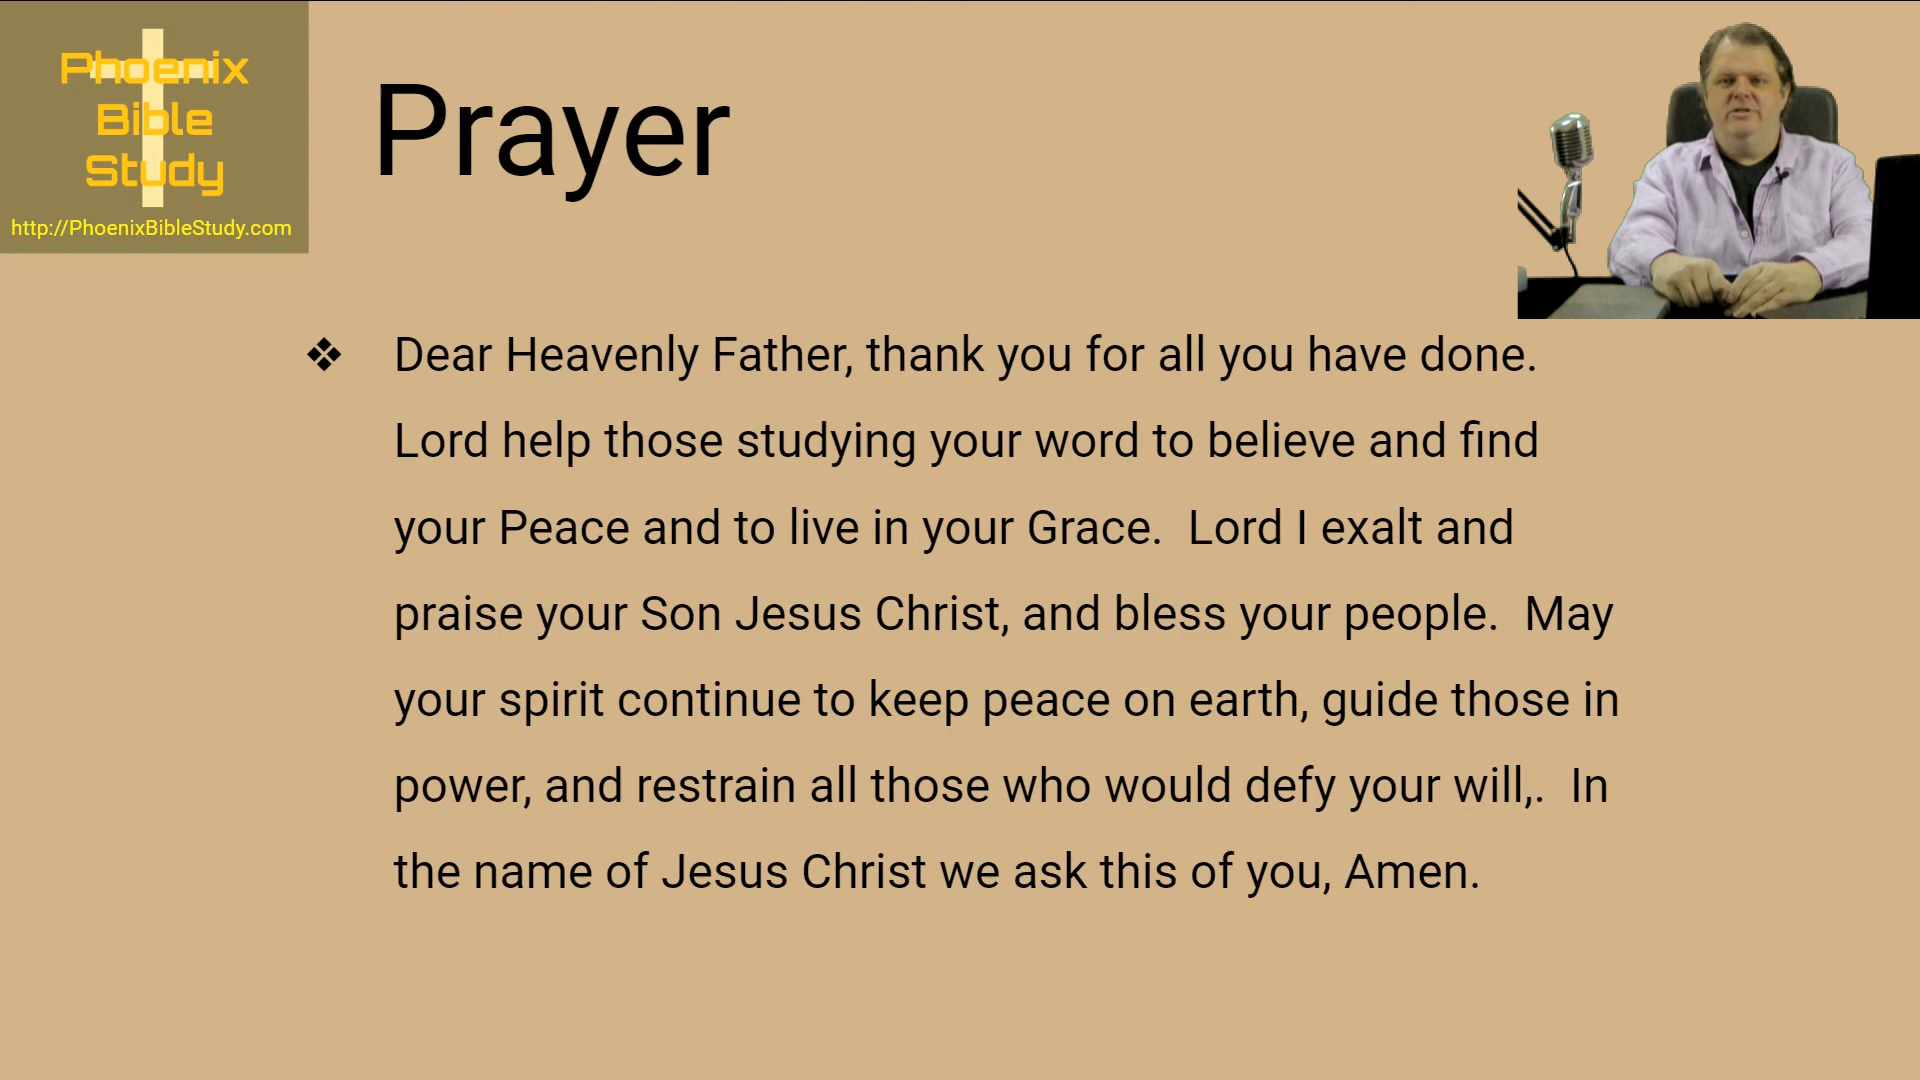 Phoenix
Bible
Study
http://PhoenixBibleStudy.com
Prayer
❖ Dear Heavenly Father, thank you for all you have done.
Lord help those studying your word to believe and find
your Peace and to live in your Grace.  Lord I exalt and
praise your Son Jesus Christ, and bless your people.  May
your spirit continue to keep peace on earth, guide those in
power, and restrain all those who would defy your will,.  In
the name of Jesus Christ we ask this of you, Amen.